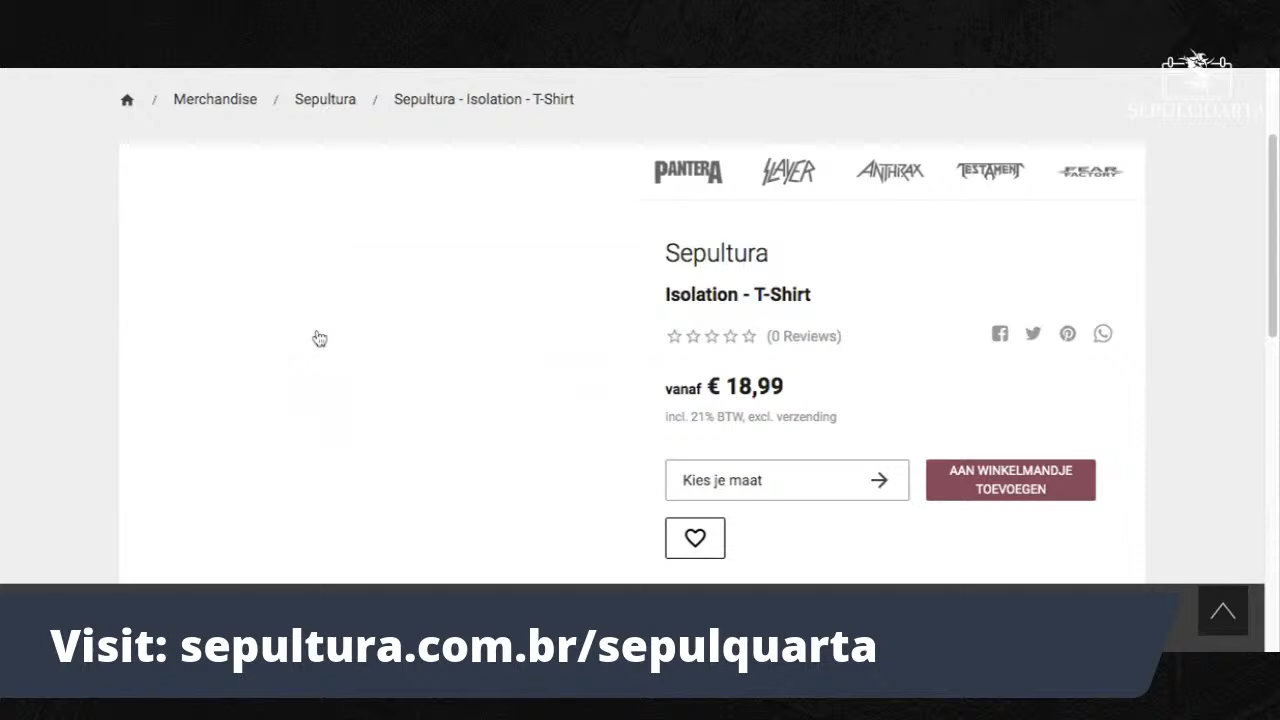 SEPULQUARTA
/ Merchandise / Sepultura / Sepultura - Isolation - T-Shirt
PANTERA SLAYER ANTHRAX TESTAMENT FEAR FACTORY
Sepultura
Isolation - T-Shirt
(0 Reviews)
vanaf € 18,99
incl. 21% BTW, excl. verzending
Kies je maat
AAN WINKELMANDJE
TOEVOEGEN
Visit: sepultura.com.br/sepulquarta